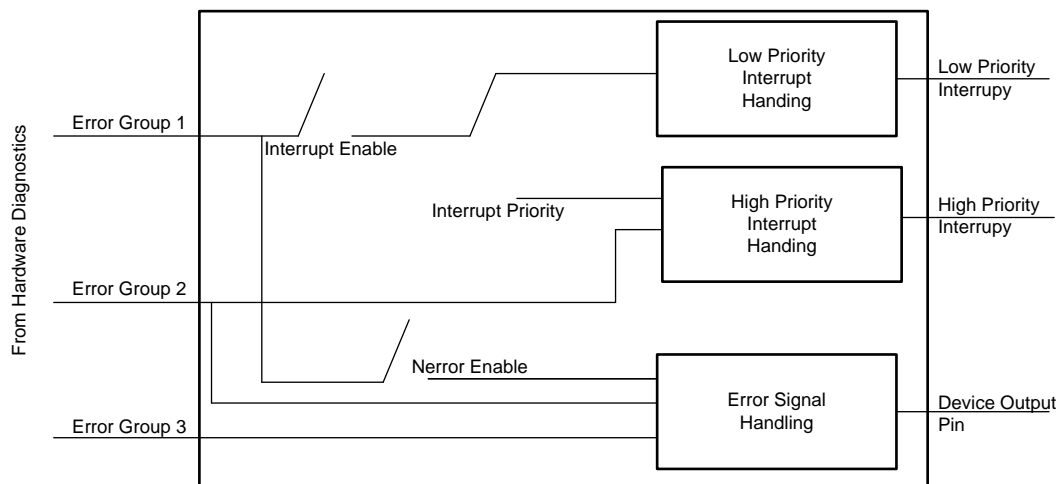 Low Priority
Interrupt
Handing
Low Priority
Interrupy
Error Group 1
Interrupt Enable
From Hardware Diagnostics
Interrupt Priority
High Priority
Interrupt
Handing
High Priority
Interrupy
Error Group 2
Nerror Enable
Error Signal
Handling
Device Output
Pin
Error Group 3